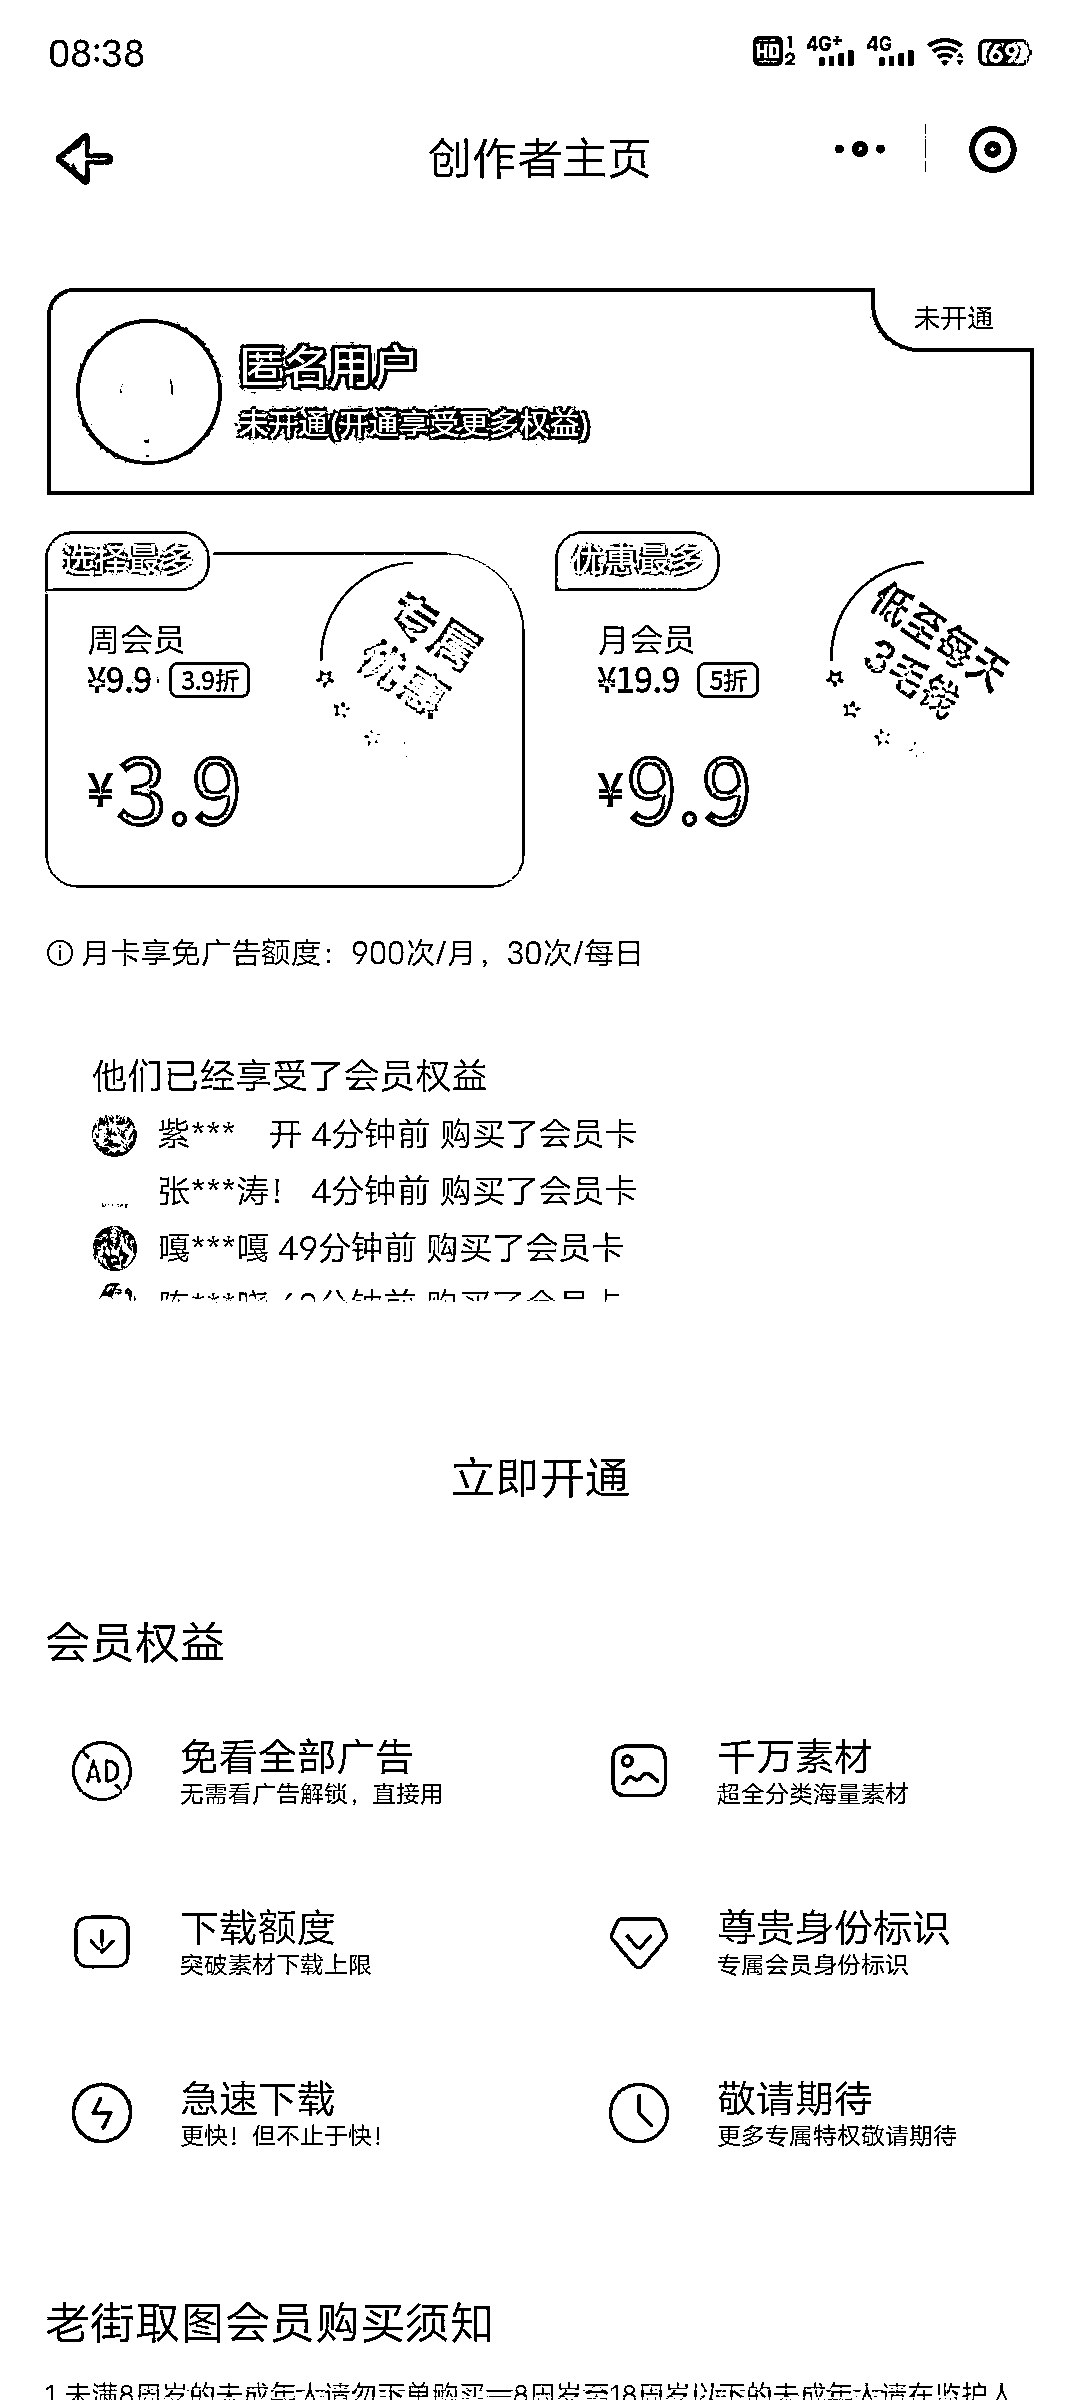 08:38
HD 1 2 4G+ 4G 69
创作者主页
未开通
匿名用户
未开通(开通享受更多权益)
选择最多
优惠最多
专属
优惠
低至每天
3毛钱
周会员
¥9.9 3.9折
¥3.9
月会员
¥19.9 5折
¥9.9
月卡享免广告额度：900次/月，30次/每日
他们已经享受了会员权益
紫*** 开 4分钟前 购买了会员卡
张***涛！ 4分钟前 购买了会员卡
嘎***嘎 49分钟前 购买了会员卡
立即开通
会员权益
AD
免看全部广告
无需看广告解锁，直接用
千万素材
超全分类海量素材
下载额度
突破素材下载上限
尊贵身份标识
专属会员身份标识
急速下载
更快！但不止于快！
敬请期待
更多专属特权敬请期待
老街取图会员购买须知
1.未满8周岁的未成年人请勿下单购买——8周岁至18周岁以下的未成年人请在监护人